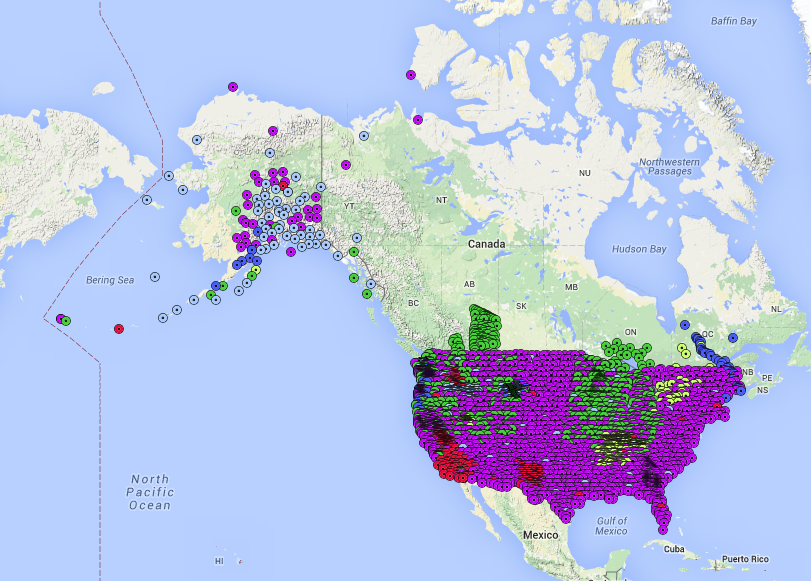 Baffin Bay
Northwestern
Passages
NU
NT
YT
Canada
Hudson Bay
Bering Sea
AB
MB
SK
BC
NL
ON
QC
NB
PE
NS
North
Pacific
Ocean
Gulf of
Mexico
Mexico
Cuba
Puerto Rico
HI